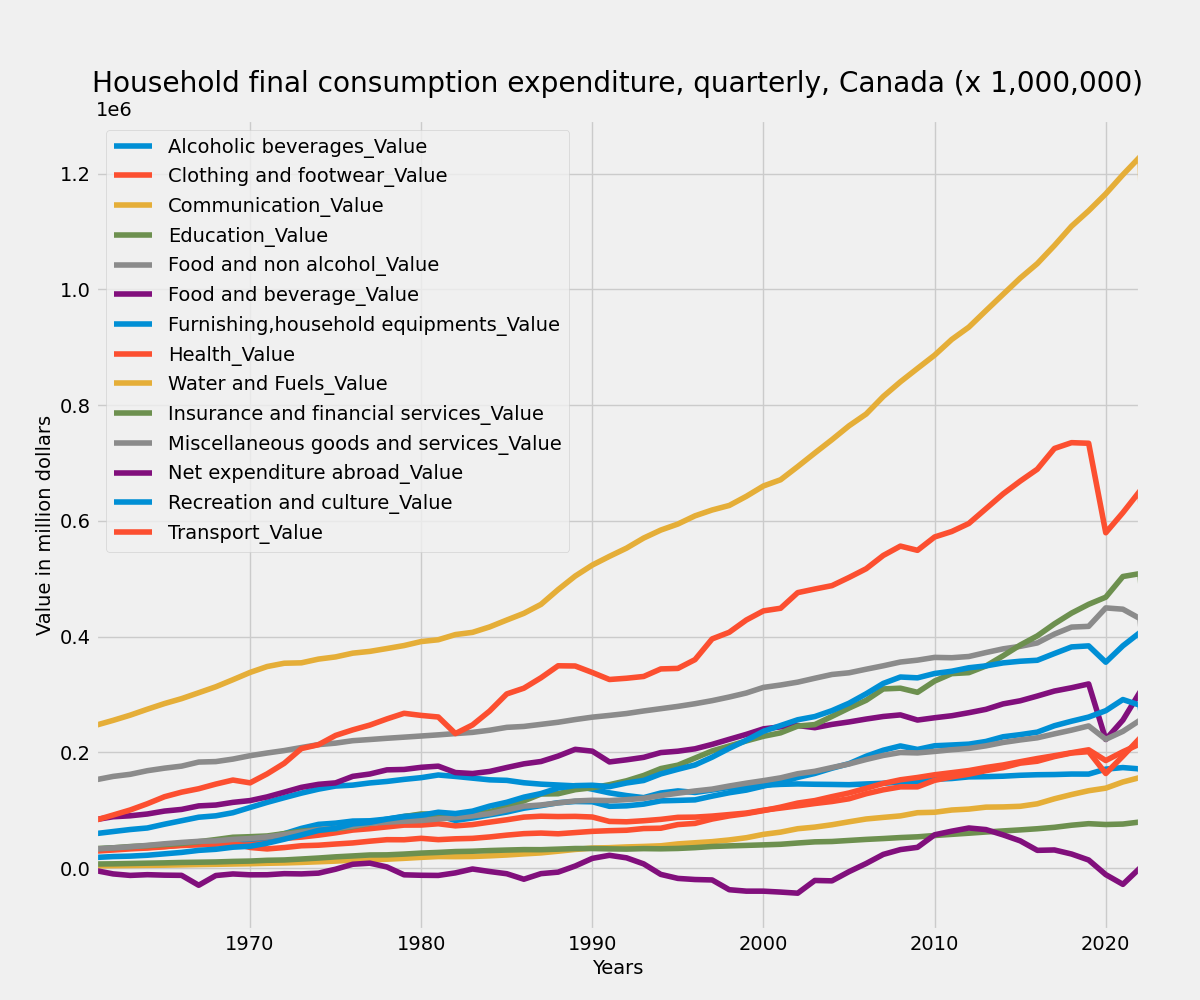 Household final consumption expenditure, quarterly, Canada (x 1,000,000)
1e6
Alcoholic beverages_Value
Clothing and footwear_Value
Communication_Value
Education_Value
Food and non alcohol_Value
Food and beverage_Value
Furnishing,household equipments_Value
Health_Value
Water and Fuels_Value
Insurance and financial services_Value
Miscellaneous goods and services_Value
Net expenditure abroad_Value
Recreation and culture_Value
Transport_Value
1.2
1.0
0.8
0.6
0.4
0.2
0.0
Value in million dollars
1970 1980 1990 2000 2010 2020
Years